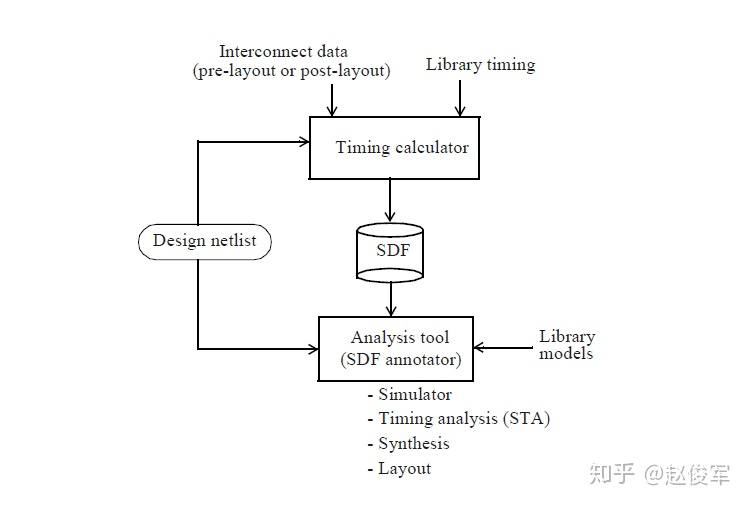 Interconnect data
(pre-layout or post-layout)
Library timing
Timing calculator
Design netlist
SDF
Analysis tool
(SDF annotator)
Library
models
- Simulator
- Timing analysis (STA)
- Synthesis
- Layout
知乎 @赵俊军